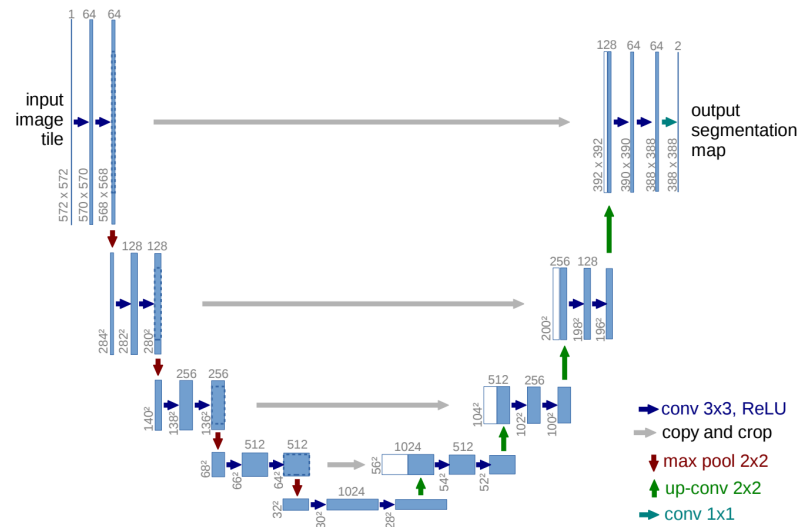 1 64 64
128 64 64 2
input
image
tile
output
segmentation
map
572 x 572
570 x 570
568 x 568
392 x 392
390 x 390
388 x 388
388 x 388
128 128
256 128
284²
282²
280²
200²
198²
196²
256 256
512 256
140²
138²
136²
104²
102²
100²
512 512
1024 512
68²
66²
64²
56²
54²
52²
1024
32²
30²
28²
conv 3x3, ReLU
copy and crop
max pool 2x2
up-conv 2x2
conv 1x1